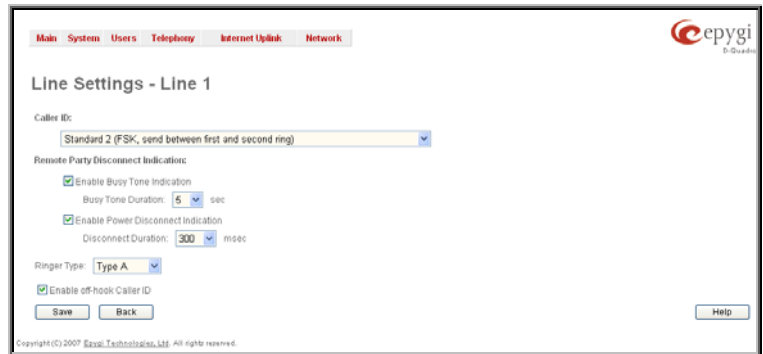 Main System Users Telephony Internet Uplink Network
epygi
D-Quadro
Line Settings - Line 1
Caller ID:
Standard 2 (FSK, send between first and second ring)
Remote Party Disconnect Indication:
Enable Busy Tone Indication
Busy Tone Duration: 5 sec
Enable Power Disconnect Indication
Disconnect Duration: 300 msec
Ringer Type: Type A
Enable off-hook Caller ID
Save Back Help
Copyright (C) 2007 Epygi Technologies, Ltd. All rights reserved.